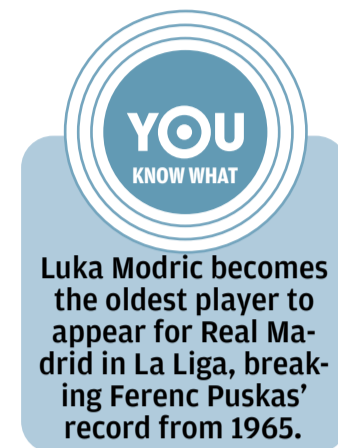 YOU
KNOW WHAT
Luka Modric becomes
the oldest player to
appear for Real Ma-
drid in La Liga, break-
ing Ferenc Puskas’
record from 1965.